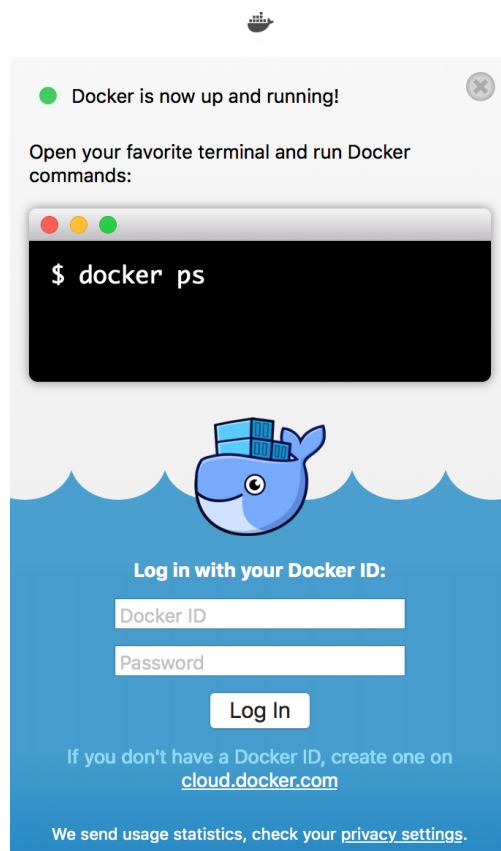 Docker is now up and running!
Open your favorite terminal and run Docker
commands:
$ docker ps
Log in with your Docker ID:
Docker ID
Password
Log In
If you don't have a Docker ID, create one on
cloud.docker.com
We send usage statistics, check your privacy settings.